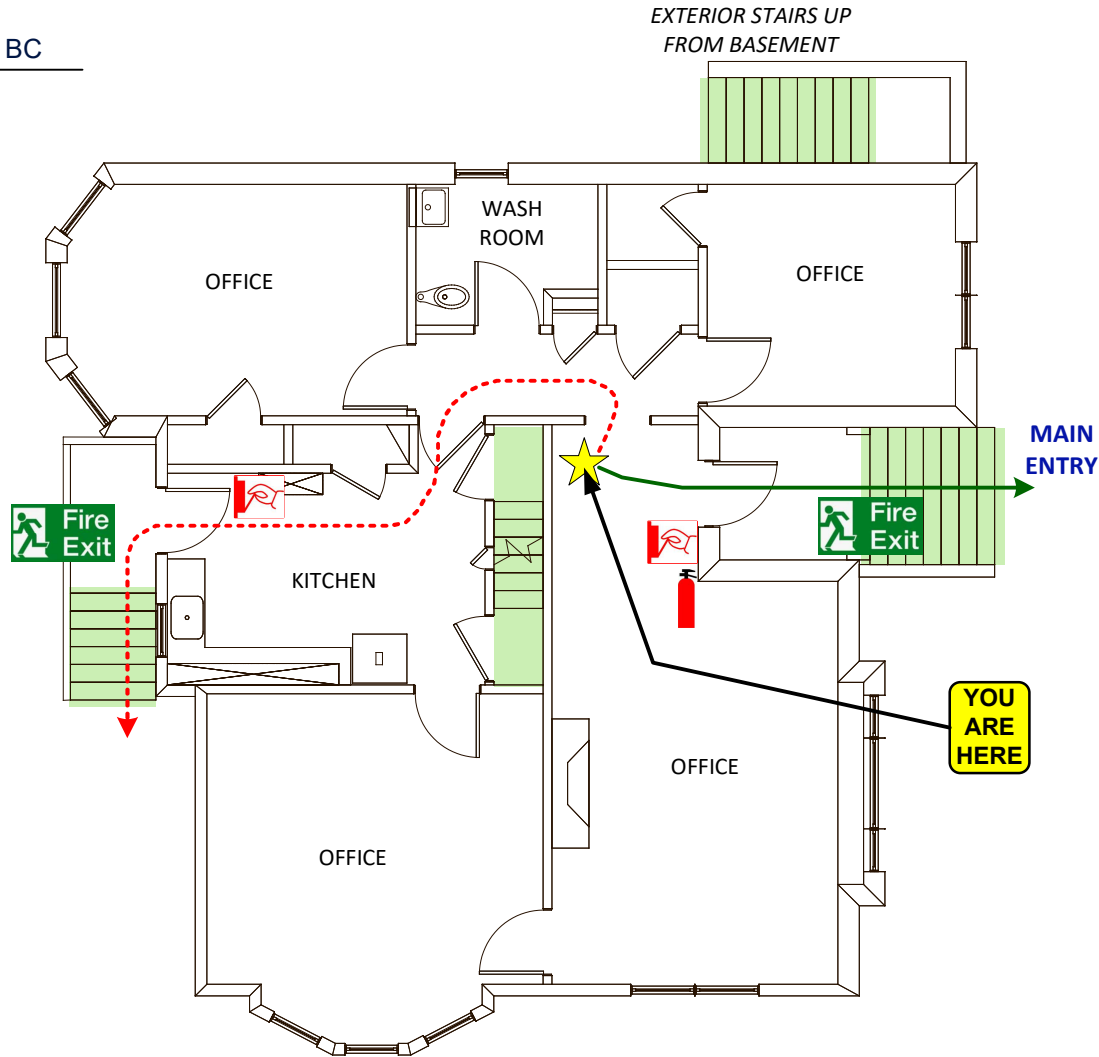 EXTERIOR STAIRS UP
FROM BASEMENT
BC
WASH
ROOM
OFFICE
OFFICE
MAIN
ENTRY
Fire
Exit
Fire
Exit
KITCHEN
YOU
ARE
HERE
OFFICE
OFFICE